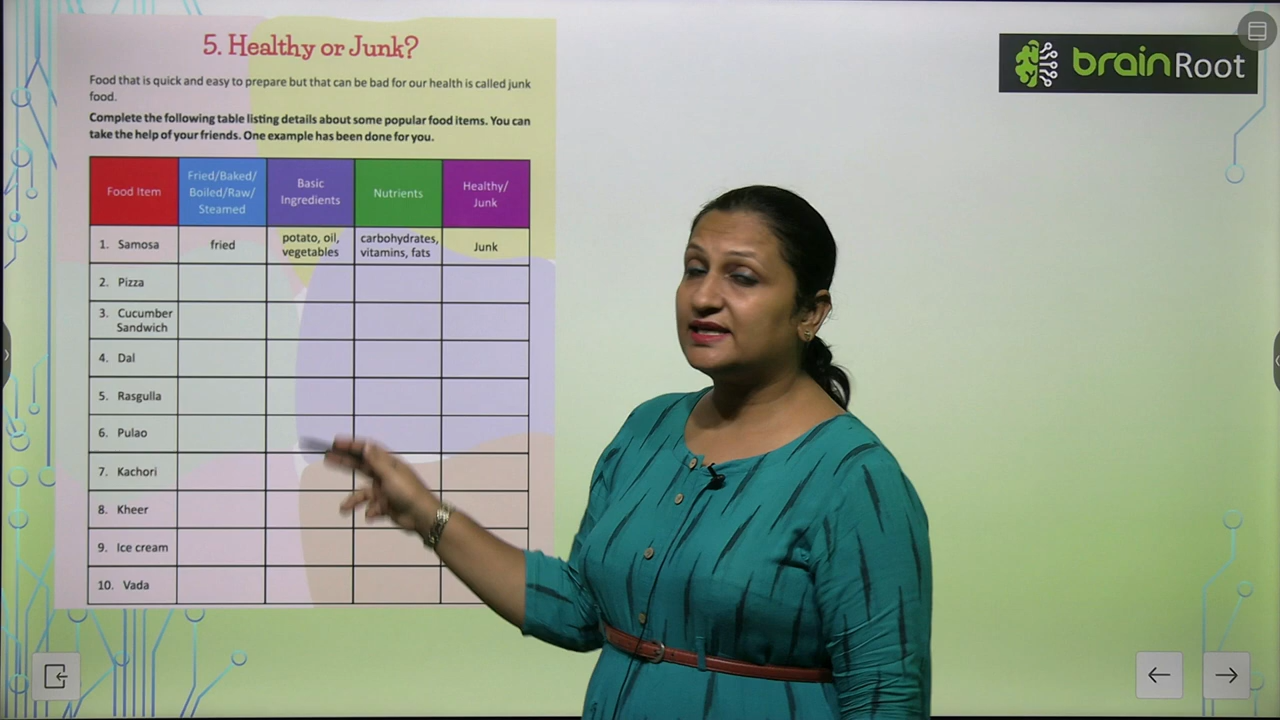 5. Healthy or Junk?
brainRoot
Food that is quick and easy to prepare but that can be bad for our health is called junk
food.
Complete the following table listing details about some popular food items. You can
take the help of your friends. One example has been done for you.
Food Item
Fried/Baked/
Boiled/Raw/
Steamed
Basic
Ingredients
Nutrients
Healthy/
Junk
1. Samosa
fried
potato, oil,
vegetables
carbohydrates,
vitamins, fats
Junk
2. Pizza
3. Cucumber
Sandwich
4. Dal
5. Rasgulla
6. Pulao
7. Kachori
8. Kheer
9. Ice cream
10. Vada